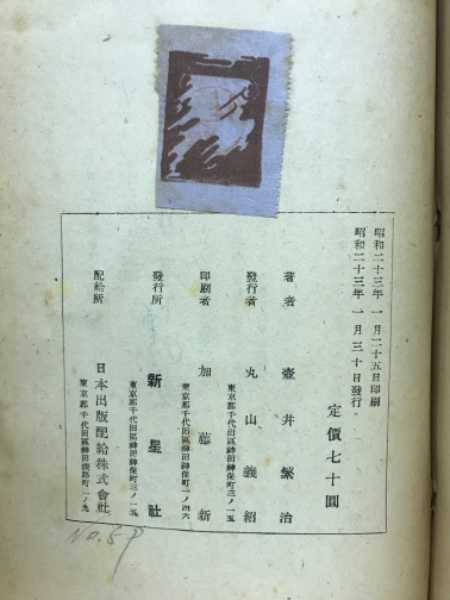 昭和二十三年一月二十五日印刷
昭和二十三年一月三十日發行。
定價七十圓
著者 壺井繁治
發行者 丸山義紹
東京都千代田區神田神保町三ノ一五
印刷者 加藤新
東京都千代田區神田神保町一ノ四六
發行所 新星社
東京都千代田區神田神保町三ノ一五
配給所 日本出版配給株式會社
東京都千代田區神田淡路町二ノ九
No.5P